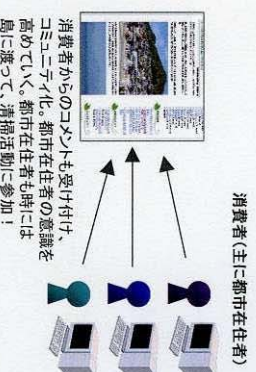 消費者(主に都市在住者)
消費者からのコメントも受け付け、
コミュニティ化。都市在住者の意識を
高めていく。都市在住者も時には
島に渡って、清掃活動に参加!